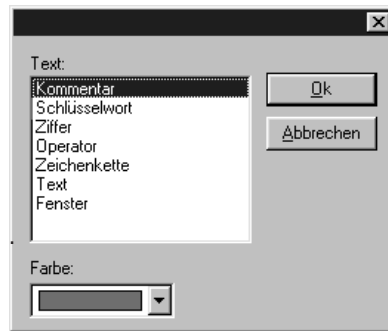 Text:
Kommentar
Schlüsselwort
Ziffer
Operator
Zeichenkette
Text
Fenster
Ok
Abbrechen
Farbe: